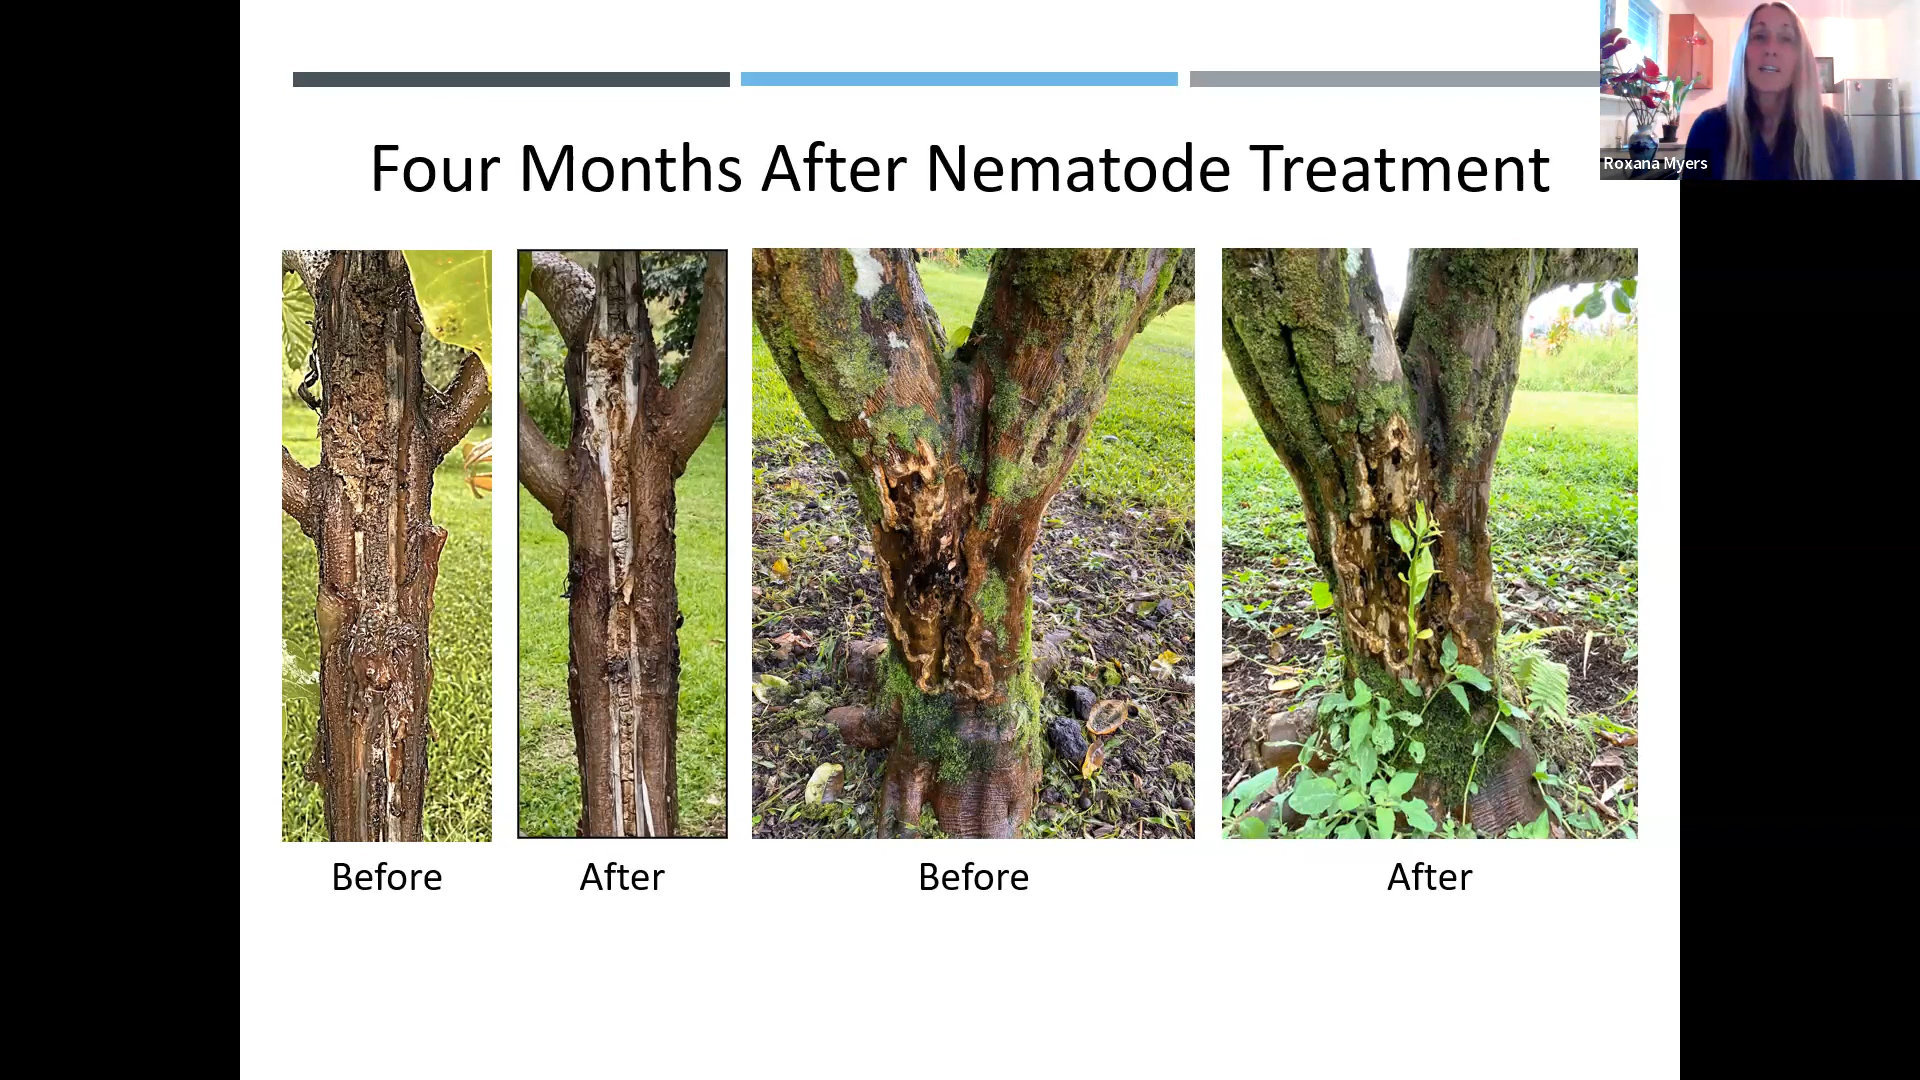 Four Months After Nematode Treatment
Roxana Myers
Before
After
Before
After